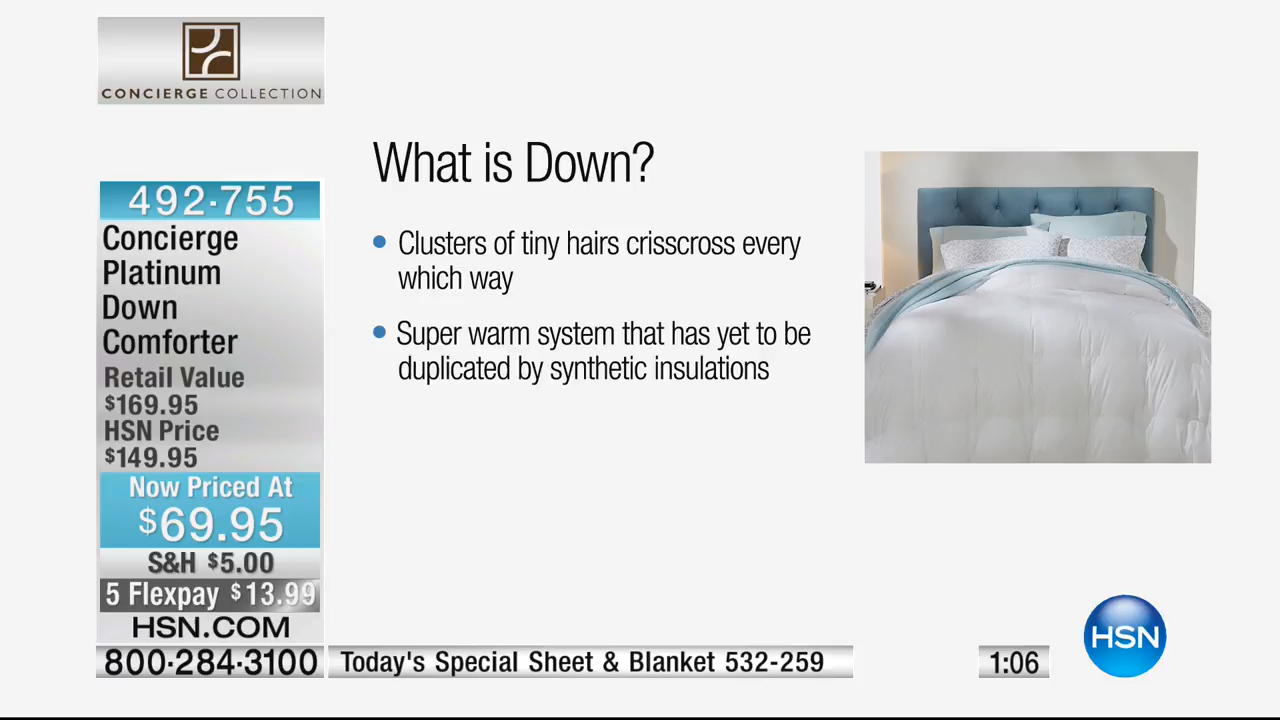 CONCIERGE COLLECTION
492·755
Concierge
Platinum
Down
Comforter
Retail Value
$169.95
HSN Price
$149.95
Now Priced At
$69.95
S&H $5.00
5 Flexpay $13.99
HSN.COM
800·284·3100
What is Down?
• Clusters of tiny hairs crisscross every
which way
• Super warm system that has yet to be
duplicated by synthetic insulations
Today's Special Sheet & Blanket 532-259
1:06
HSN